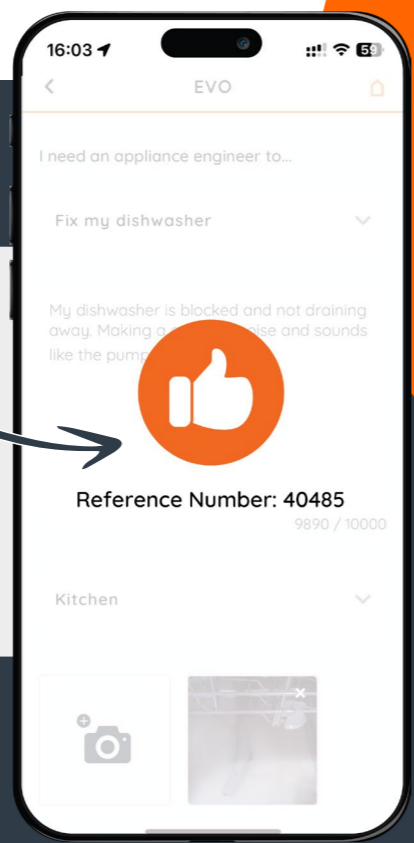 16:03
59
EVO
I need an appliance engineer to...
Fix my dishwasher
My dishwasher is blocked and not draining
away. Making a and sounds
like the pump
Reference Number: 40485
9890 / 10000
Kitchen